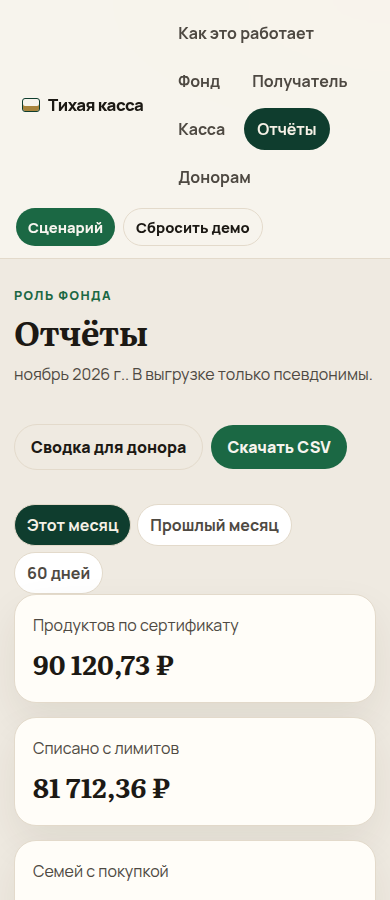 Как это работает
Фонд
Получатель
Тихая касса
Касса
Отчёты
Донорам
Сценарий
Сбросить демо
РОЛЬ ФОНДА
Отчёты
ноябрь 2026 г.. В выгрузке только псевдонимы.
Сводка для донора
Скачать CSV
Этот месяц
Прошлый месяц
60 дней
Продуктов по сертификату
90 120,73 ₽
Списано с лимитов
81 712,36 ₽
Семей с покупкой